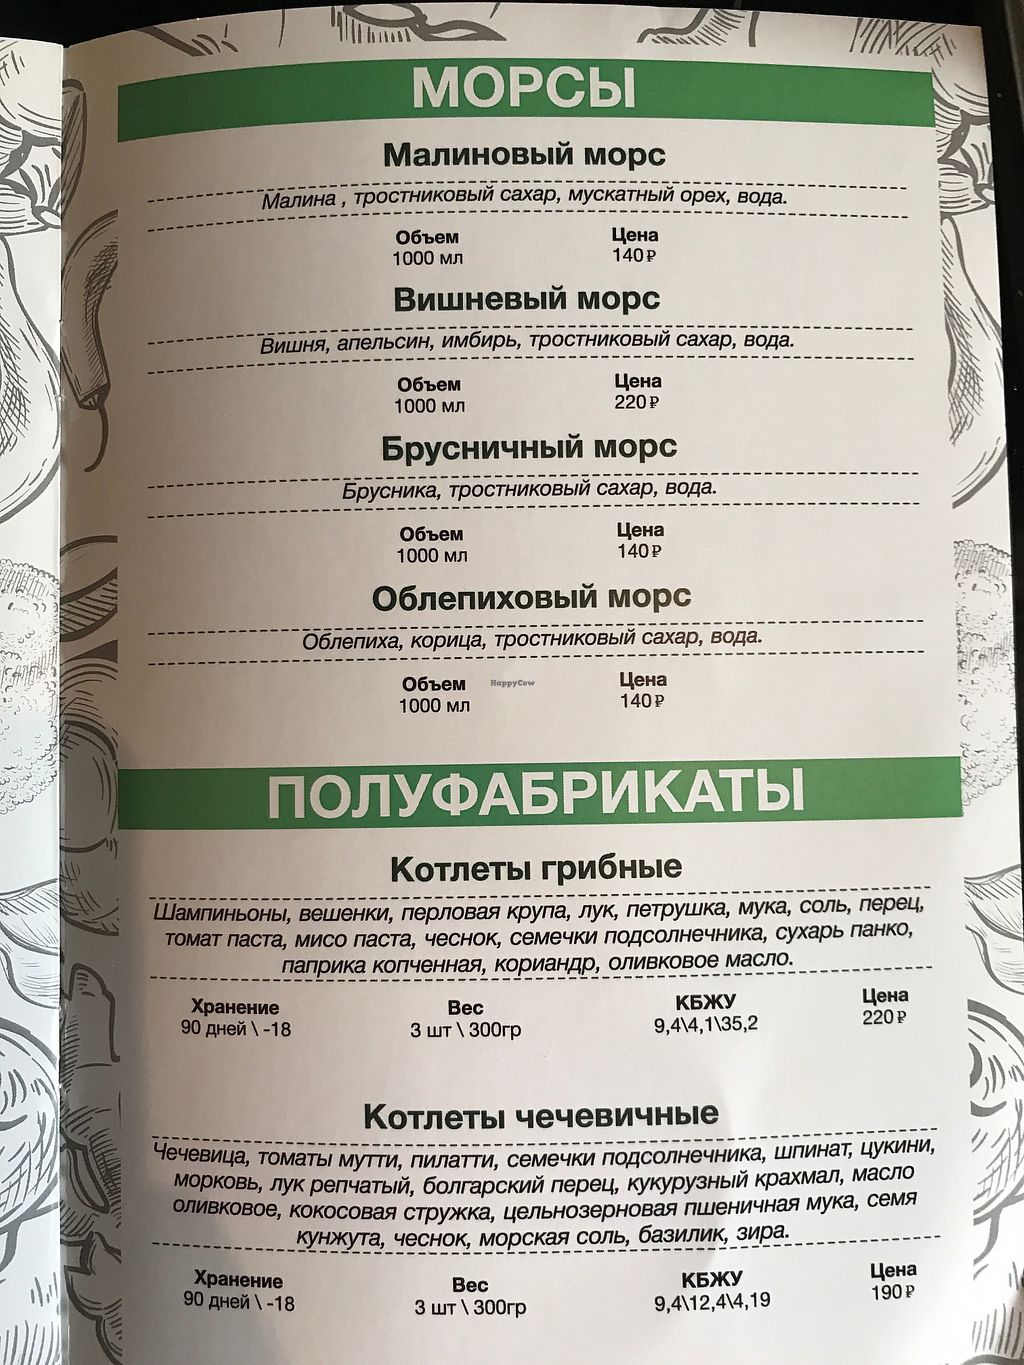 МОРСЫ
Малиновый морс
Малина , тростниковый сахар, мускатный орех, вода.
Объем Цена
1000 мл 140₽
Вишневый морс
Вишня, апельсин, имбирь, тростниковый сахар, вода.
Объем Цена
1000 мл 220₽
Брусничный морс
Брусника, тростниковый сахар, вода.
Объем Цена
1000 мл 140₽
Облепиховый морс
Облепиха, корица, тростниковый сахар, вода.
Объем HappyCow Цена
1000 мл 140₽
ПОЛУФАБРИКАТЫ
Котлеты грибные
Шампиньоны, вешенки, перловая крупа, лук, петрушка, мука, соль, перец,
томат паста, мисо паста, чеснок, семечки подсолнечника, сухарь панко,
паприка копченная, кориандр, оливковое масло.
Хранение Вес КБЖУ Цена
90 дней \ -18 3 шт \ 300гр 9,4\4,1\35,2 220₽
Котлеты чечевичные
Чечевица, томаты мутти, пилатти, семечки подсолнечника, шпинат, цукини,
морковь, лук репчатый, болгарский перец, кукурузный крахмал, масло
оливковое, кокосовая стружка, цельнозерновая пшеничная мука, семя
кунжута, чеснок, морская соль, базилик, зира.
Хранение Вес КБЖУ Цена
90 дней \ -18 3 шт \ 300гр 9,4\12,4\4,19 190₽